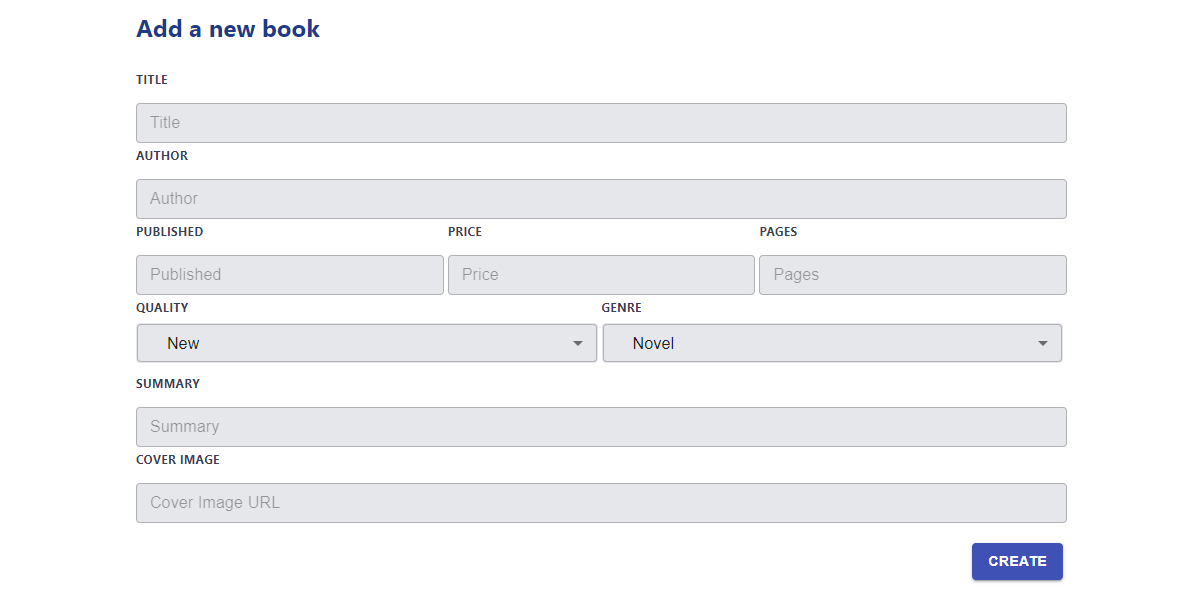 Add a new book
TITLE
Title
AUTHOR
Author
PUBLISHED PRICE PAGES
Published Price Pages
QUALITY GENRE
New Novel
SUMMARY
Summary
COVER IMAGE
Cover Image URL
CREATE